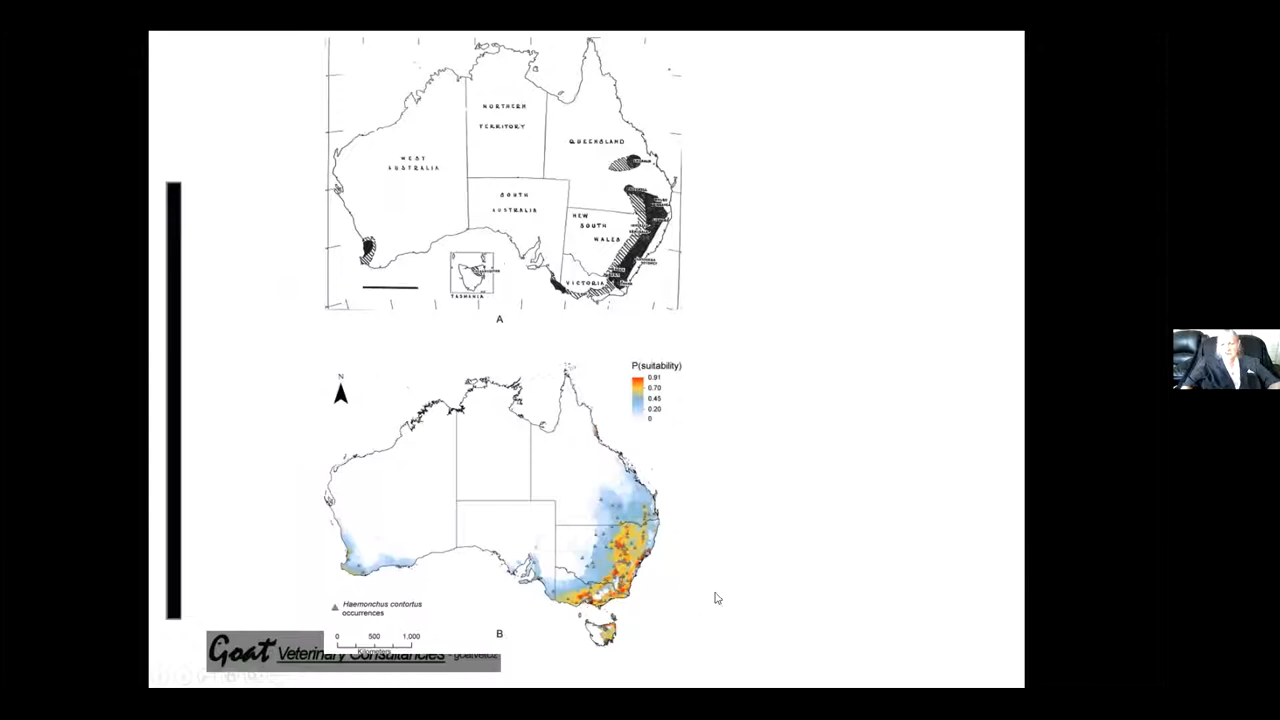 NORTHERN
TERRITORY
QUEENSLAND
WEST
AUSTRALIA
SOUTH
AUSTRALIA
NEW
SOUTH
WALES
VICTORIA
TASMANIA
A
P(suitability)
0.91
0.70
0.45
0.20
0
N
Haemonchus contortus
occurrences
0 500 1,000
Kilometers
B
Goat Veterinary Consultancies